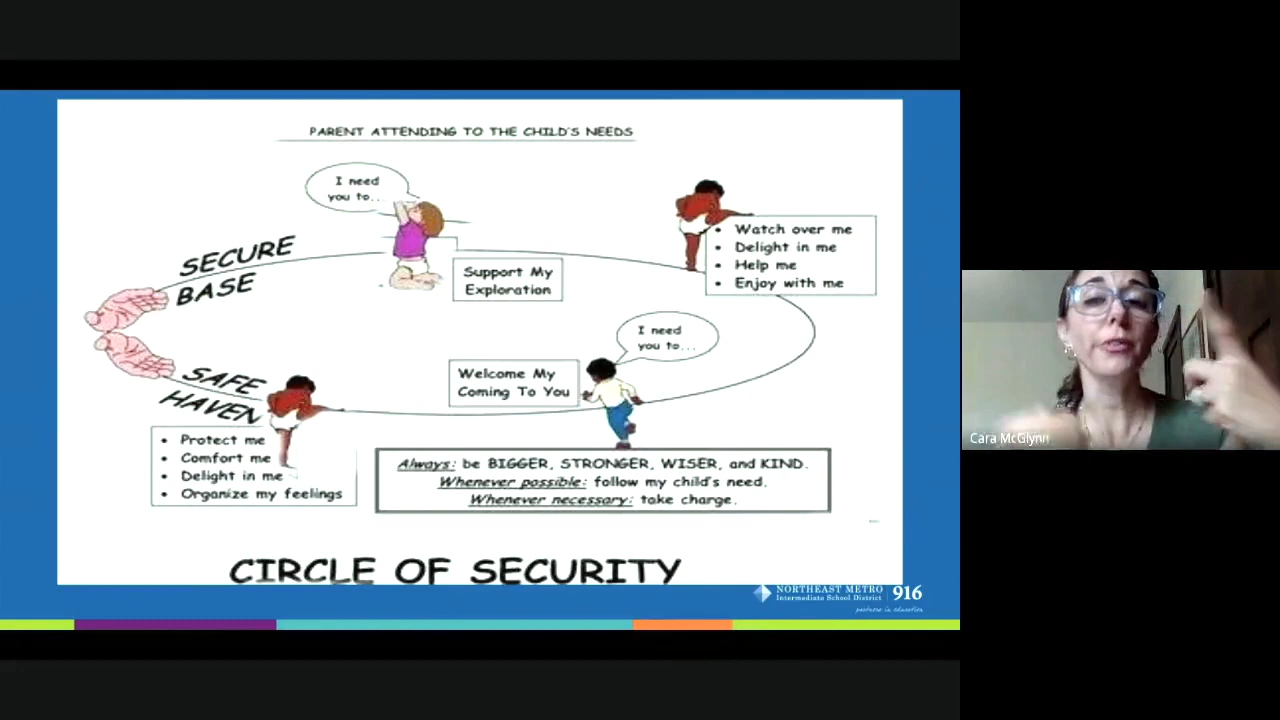 PARENT ATTENDING TO THE CHILD'S NEEDS
I need
you to...
SECURE
BASE
Support My
Exploration
• Watch over me
• Delight in me
• Help me
• Enjoy with me
I need
you to...
Welcome My
Coming To You
SAFE
HAVEN
• Protect me
• Comfort me
• Delight in me
• Organize my feelings
Always: be BIGGER, STRONGER, WISER, and KIND.
Whenever possible: follow my child's need.
Whenever necessary: take charge.
CIRCLE OF SECURITY
NORTHEAST METRO
Intermediate School District
916
partners in education
Cara McGlynn